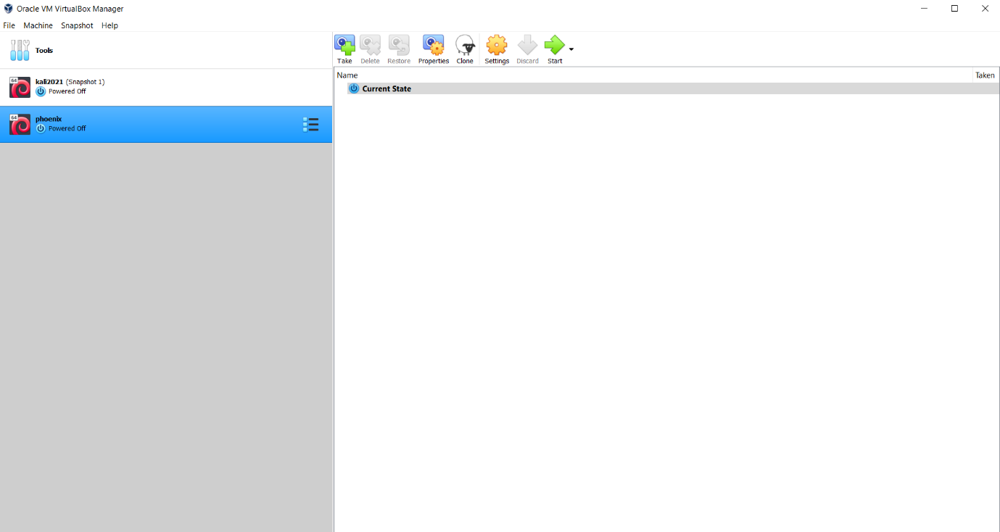 Oracle VM VirtualBox Manager
File Machine Snapshot Help
Tools
64
kali2021 (Snapshot 1)
Powered Off
64
phoenix
Powered Off
Take Delete Restore Properties Clone Settings Discard Start
Name Taken
Current State